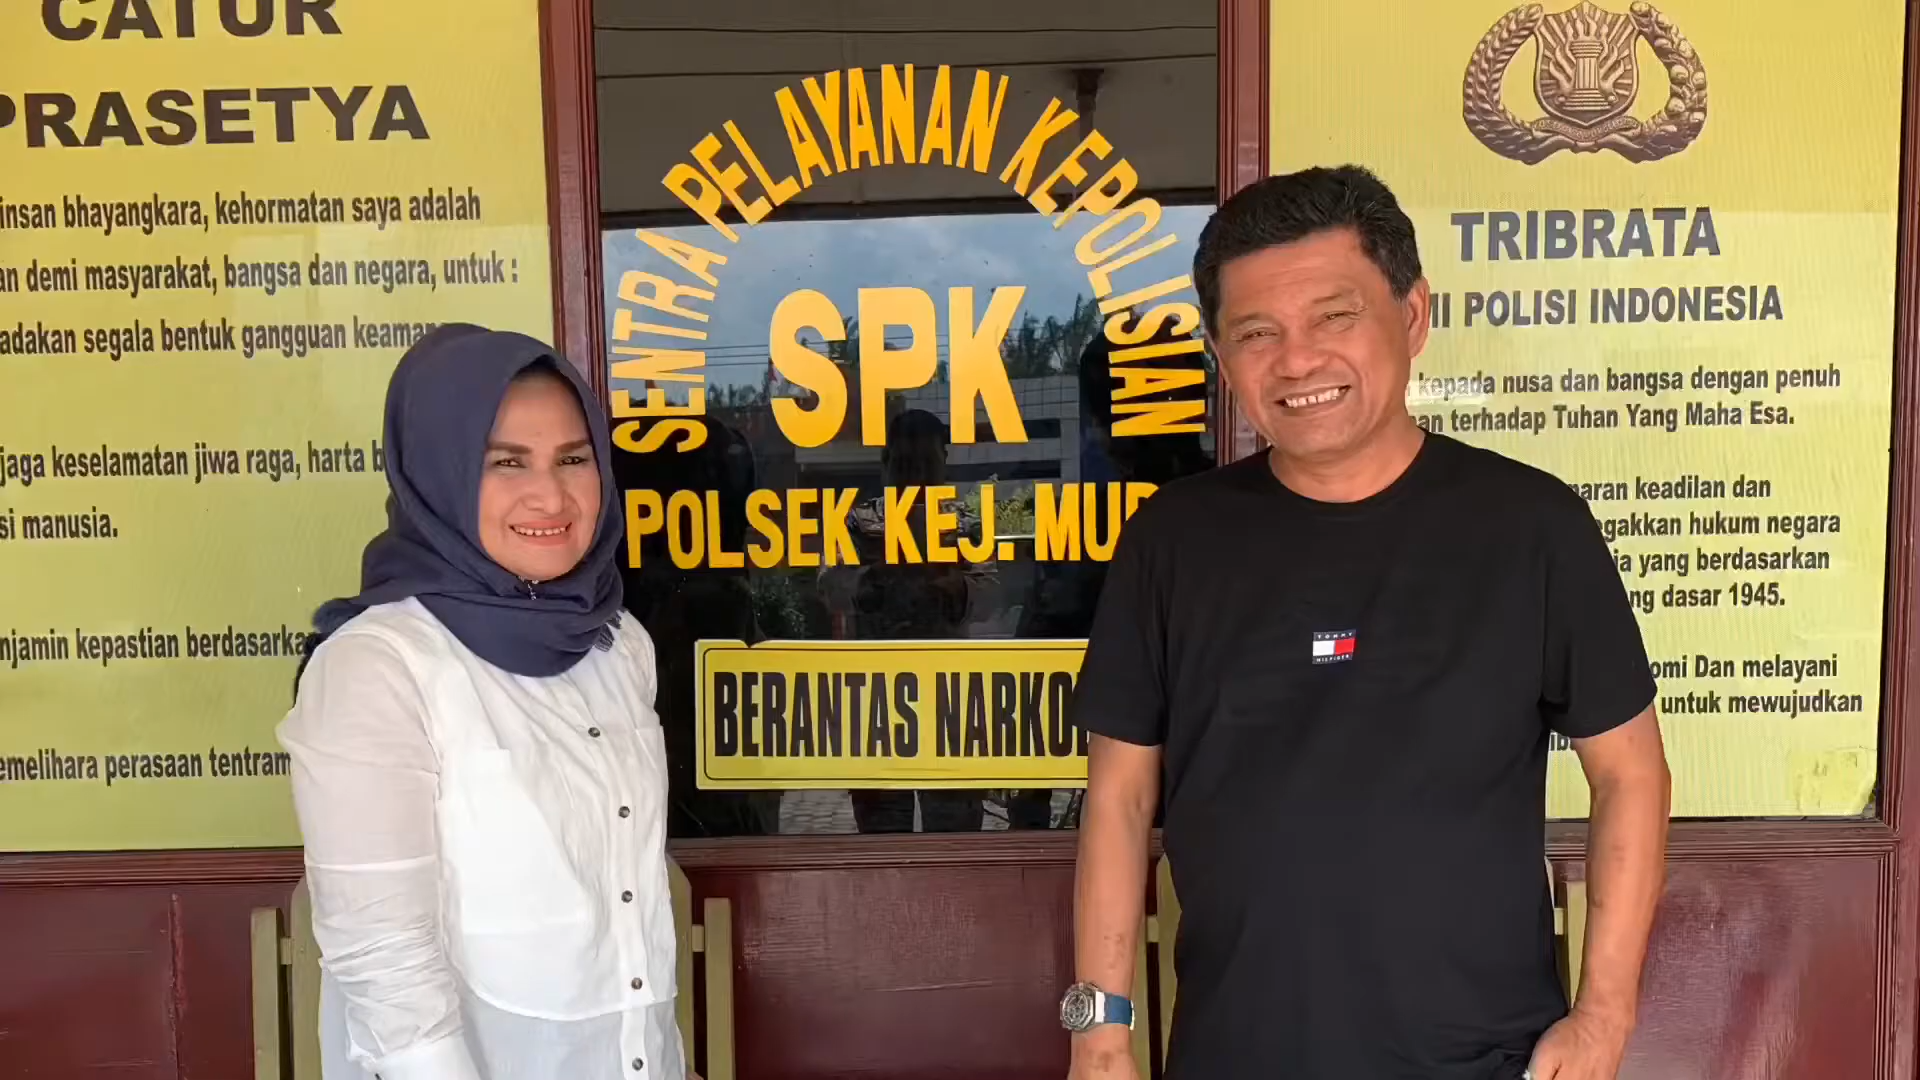 CATUR
PRASETYA
insan bhayangkara, kehormatan saya adalah
demi masyarakat, bangsa dan negara, untuk :
adakan segala bentuk gangguan keaman
jaga keselamatan jiwa raga, harta b
si manusia.
njamin kepastian berdasarka
emelihara perasaan tentram
SENTRA PELAYANAN KEPOLISIAN
SPK
POLSEK KEJ. MU
BERANTAS NARKO
TRIBRATA
MI POLISI INDONESIA
kepada nusa dan bangsa dengan penuh
an terhadap Tuhan Yang Maha Esa.
naran keadilan dan
gakkan hukum negara
ia yang berdasarkan
ng dasar 1945.
omi Dan melayani
untuk mewujudkan
TOMMY
HILFIGER